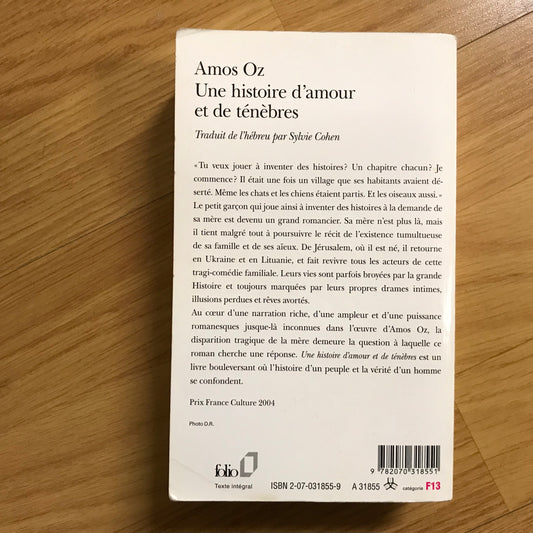 Amos Oz
Une histoire d'amour
et de ténèbres
Traduit de l'hébreu par Sylvie Cohen
« Tu veux jouer à inventer des histoires ? Un chapitre chacun ? Je
commence ? Il était une fois un village que ses habitants avaient dé-
serté. Même les chats et les chiens étaient partis. Et les oiseaux aussi. »
Le petit garçon qui joue ainsi à inventer des histoires à la demande de
sa mère est devenu un grand romancier. Sa mère n'est plus là, mais
il tient malgré tout à poursuivre le récit de l'existence tumultueuse
de sa famille et de ses aïeux. De Jérusalem, où il est né, il retourne
en Ukraine et en Lituanie, et fait revivre tous les acteurs de cette
tragi-comédie familiale. Leurs vies sont parfois broyées par la grande
Histoire et toujours marquées par leurs propres drames intimes,
illusions perdues et rêves avortés.
Au cœur d'une narration riche, d'une ampleur et d'une puissance
romanesques jusque-là inconnues dans l'œuvre d'Amos Oz, la
disparition tragique de la mère demeure la question à laquelle ce
roman cherche une réponse. Une histoire d'amour et de ténèbres est un
livre bouleversant où l'histoire d'un peuple et la vérité d'un homme
se confondent.
Prix France Culture 2004
Photo D.R.
folio
Texte intégral
9 782070 318551
ISBN 2-07-031855-9 A 31855 catégorie F13